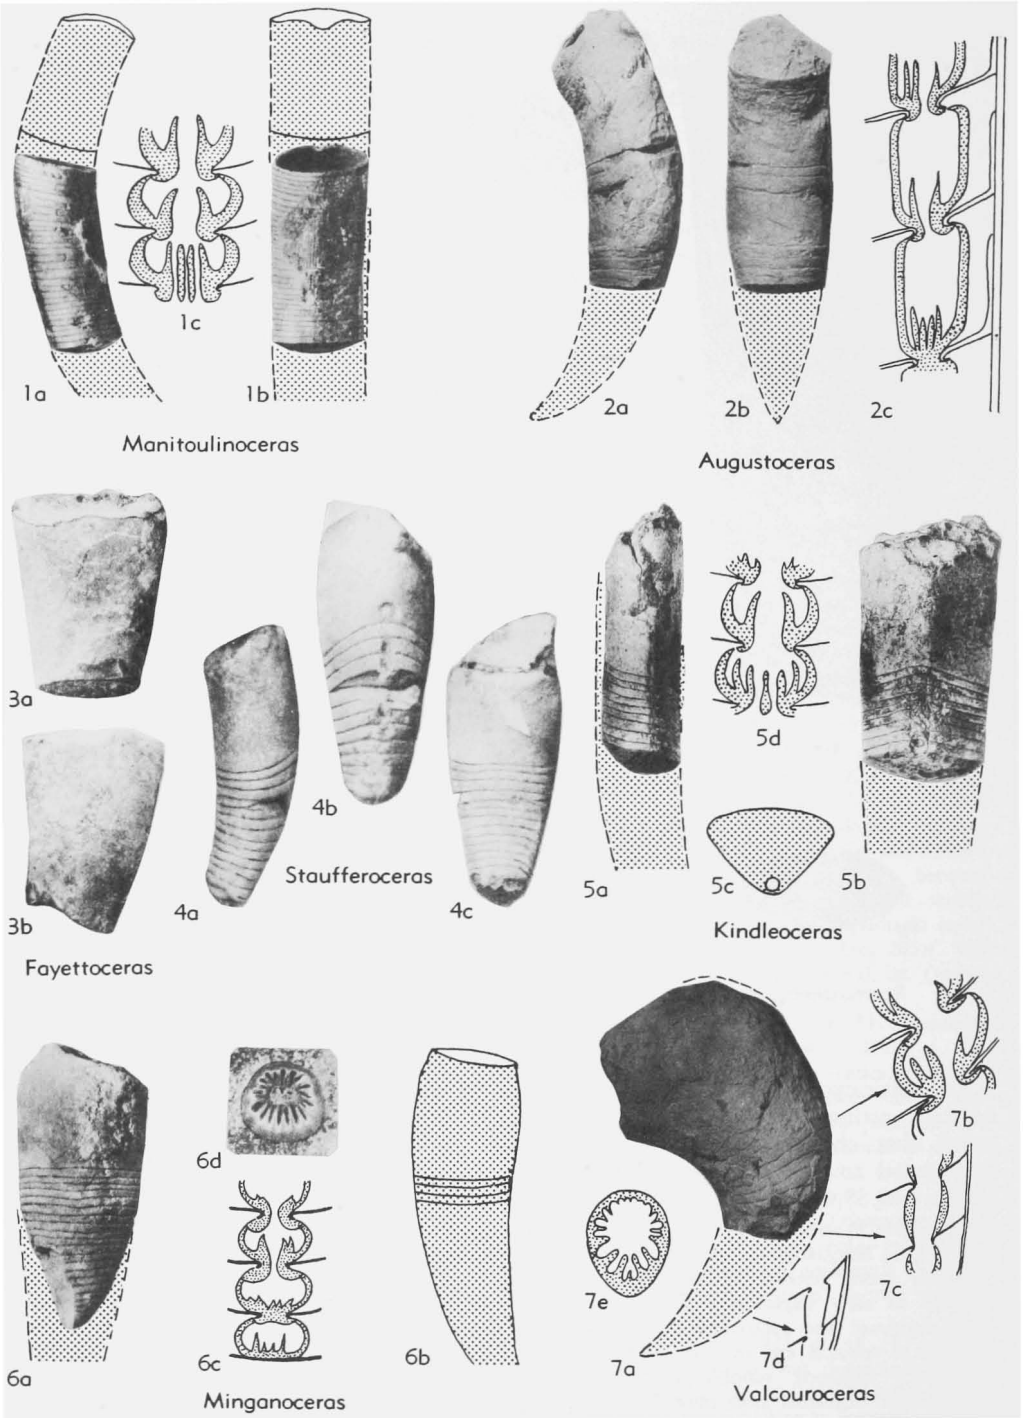 1a
1c
1b
Manitoulinoceras
2a
2b
2c
Augustoceras
3a
3b
Fayettoceras
4a
4b
4c
Staufferoceras
5a
5d
5c
5b
Kindleoceras
6a
6d
6c
6b
Minganoceras
7e
7a
7b
7c
7d
Valcouroceras